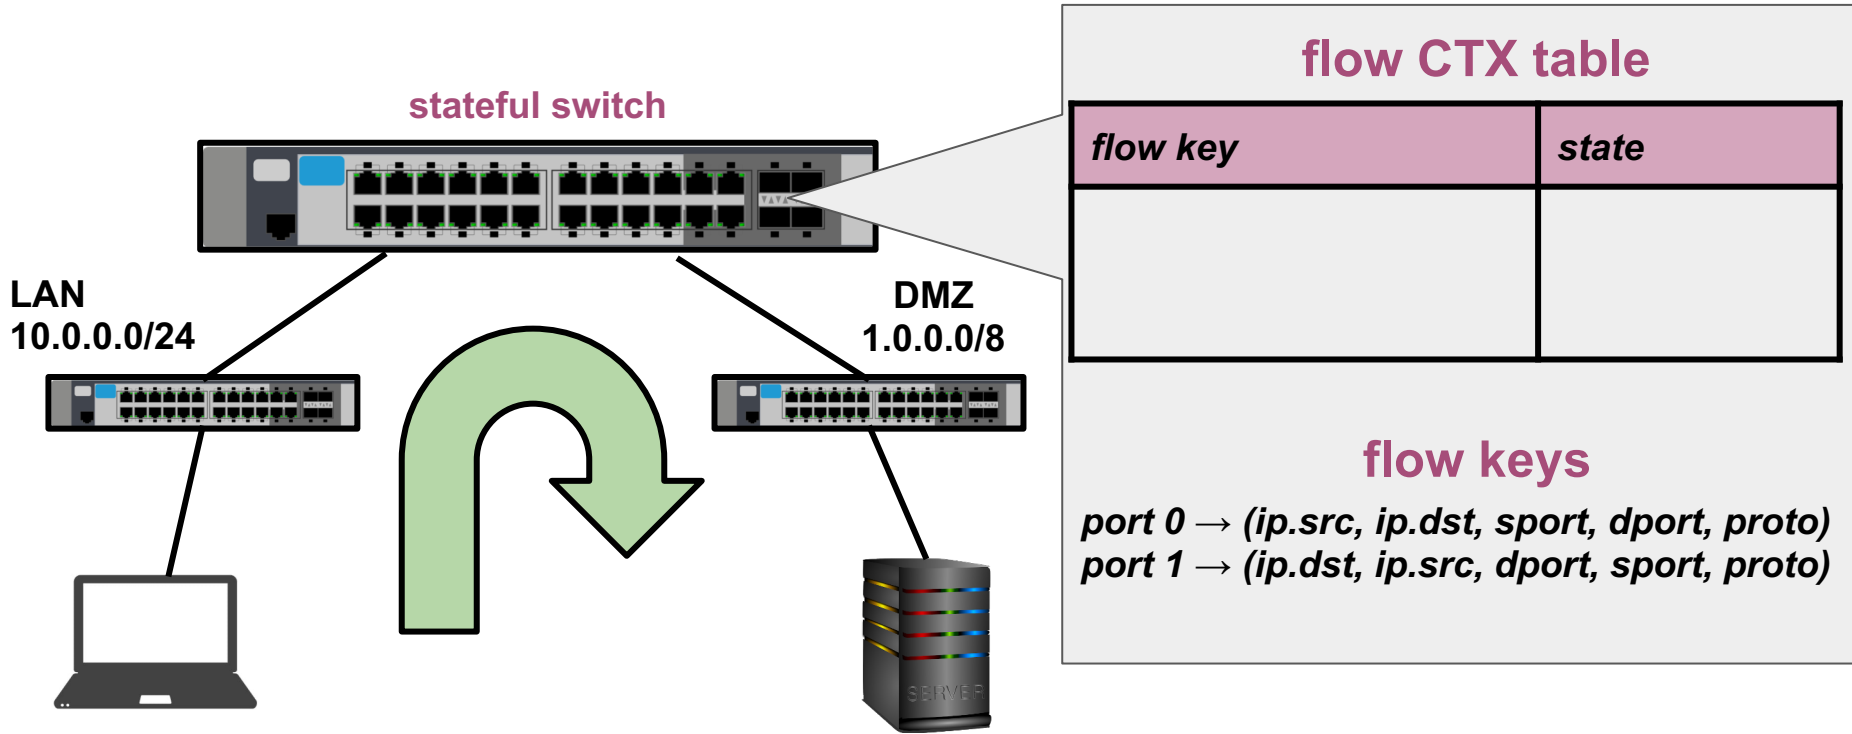 flow CTX table
stateful switch
flow key
state
LAN
10.0.0.0/24
DMZ
1.0.0.0/8
flow keys
port 0 → (ip.src, ip.dst, sport, dport, proto)
port 1 → (ip.dst, ip.src, dport, sport, proto)
SERVER